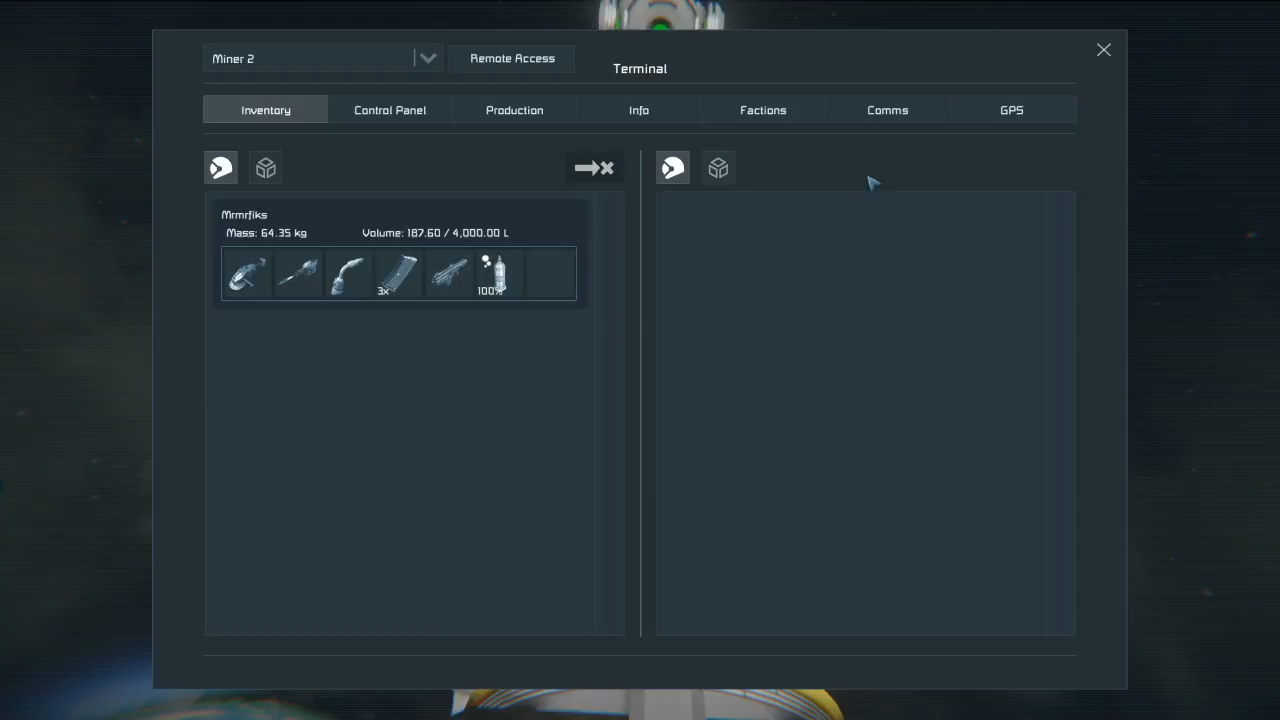 Miner 2
Remote Access
Terminal
Inventory
Control Panel
Production
Info
Factions
Comms
GPS
Mrmrfiks
Mass: 64.35 kg
Volume: 187.60 / 4,000.00 L
3x
100%